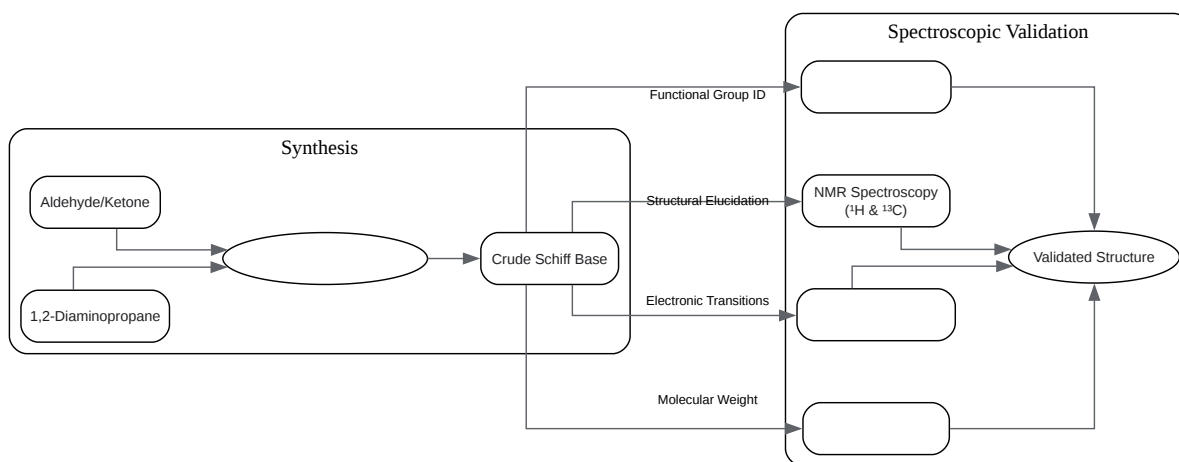 Spectroscopic Validation
Functional Group ID
Synthesis
Aldehyde/Ketone
Structural Elucidation
NMR Spectroscopy
(¹H & ¹³C)
Crude Schiff Base
Validated Structure
1,2-Diaminopropane
Electronic Transitions
Molecular Weight